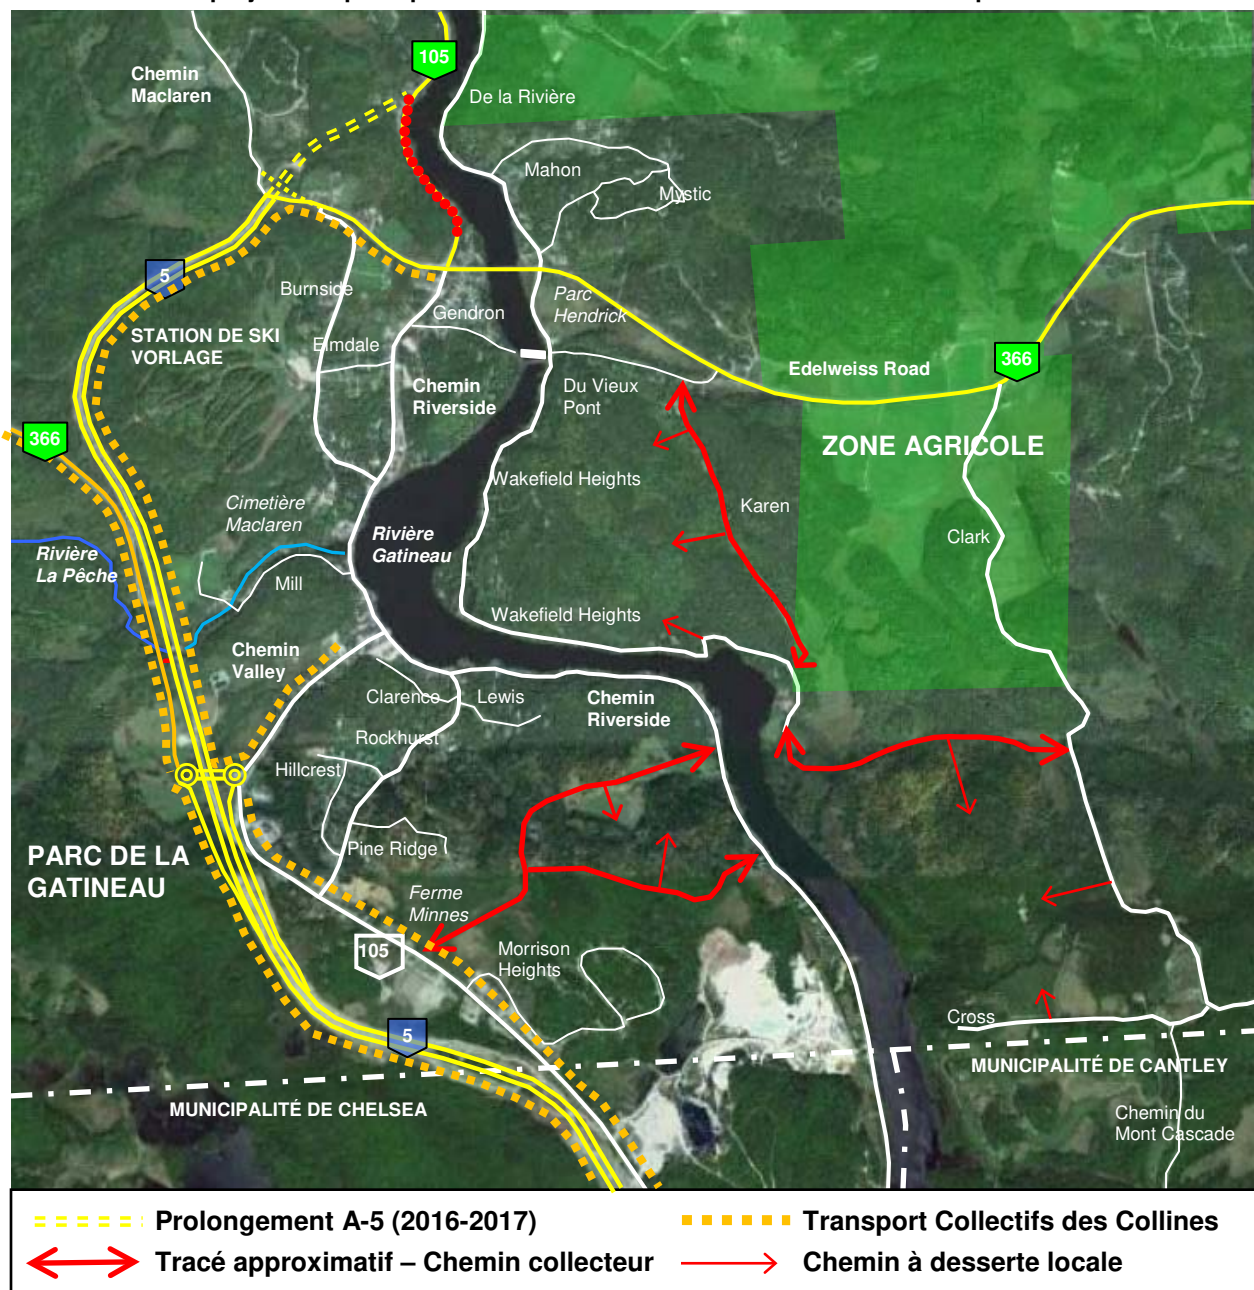 105
Chemin
Maclaren
De la Rivière
Mahon
Mystic
5
Burnside
Parc
Hendrick
Gendron
STATION DE SKI
VORLAGE
Elmdale
Edelweiss Road
366
Chemin
Riverside
Du Vieux
Pont
366
ZONE AGRICOLE
Wakefield Heights
Karen
Cimetière
Maclaren
Rivière
Gatineau
Clark
Rivière
La Pêche
Mill
Wakefield Heights
Chemin
Valley
Clarence
Lewis
Chemin
Riverside
Rockhurst
Hillcrest
Pine Ridge
PARC DE LA
GATINEAU
Ferme
Minnes
105
Morrison
Heights
Cross
5
MUNICIPALITÉ DE CANTLEY
MUNICIPALITÉ DE CHELSEA
Chemin du
Mont Cascade
Prolongement A-5 (2016-2017)
Transport Collectifs des Collines
Tracé approximatif – Chemin collecteur
Chemin à desserte locale